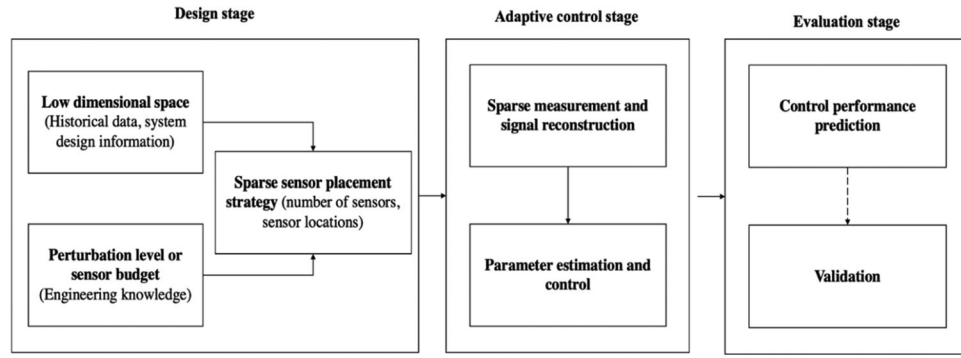 Design stage
Adaptive control stage
Evaluation stage
Low dimensional space
(Historical data, system
design information)
Sparse sensor placement
strategy (number of sensors,
sensor locations)
Perturbation level or
sensor budget
(Engineering knowledge)
Sparse measurement and
signal reconstruction
Parameter estimation and
control
Control performance
prediction
Validation